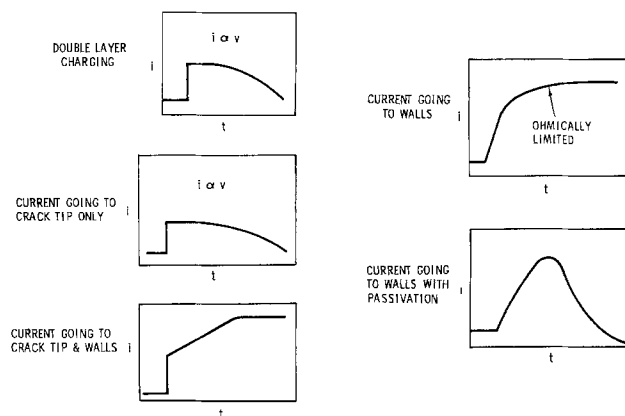 DOUBLE LAYER
CHARGING
i
i α v
t
CURRENT GOING TO
CRACK TIP ONLY
i
i α v
t
CURRENT GOING TO
CRACK TIP & WALLS
i
t
CURRENT GOING
TO WALLS
i
OHMICALLY
LIMITED
t
CURRENT GOING
TO WALLS WITH
PASSIVATION
i
t